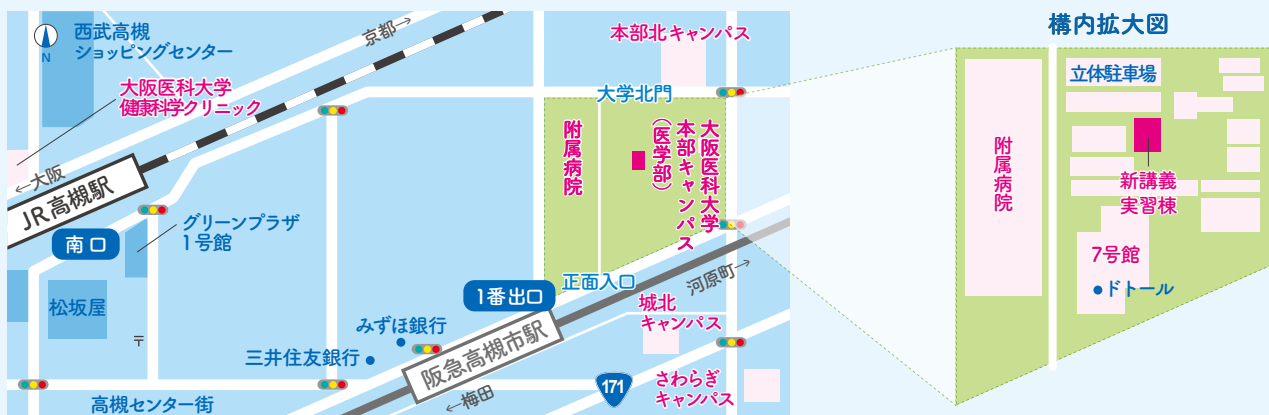 西武高槻
ショッピングセンター
N
京都→
本部北キャンパス
大阪医科大学
健康科学クリニック
大学北門
←大阪
JR高槻駅
南口
グリーンプラザ
1号館
松坂屋
〒
附属病院
大阪医科大学
本部キャンパス
（医学部）
正面入口
1番出口
河原町→
城北
キャンパス
みずほ銀行
三井住友銀行
阪急高槻市駅
←梅田
171
さわらぎ
キャンパス
高槻センター街
構内拡大図
立体駐車場
附属病院
新講義
実習棟
7号館
ドトール